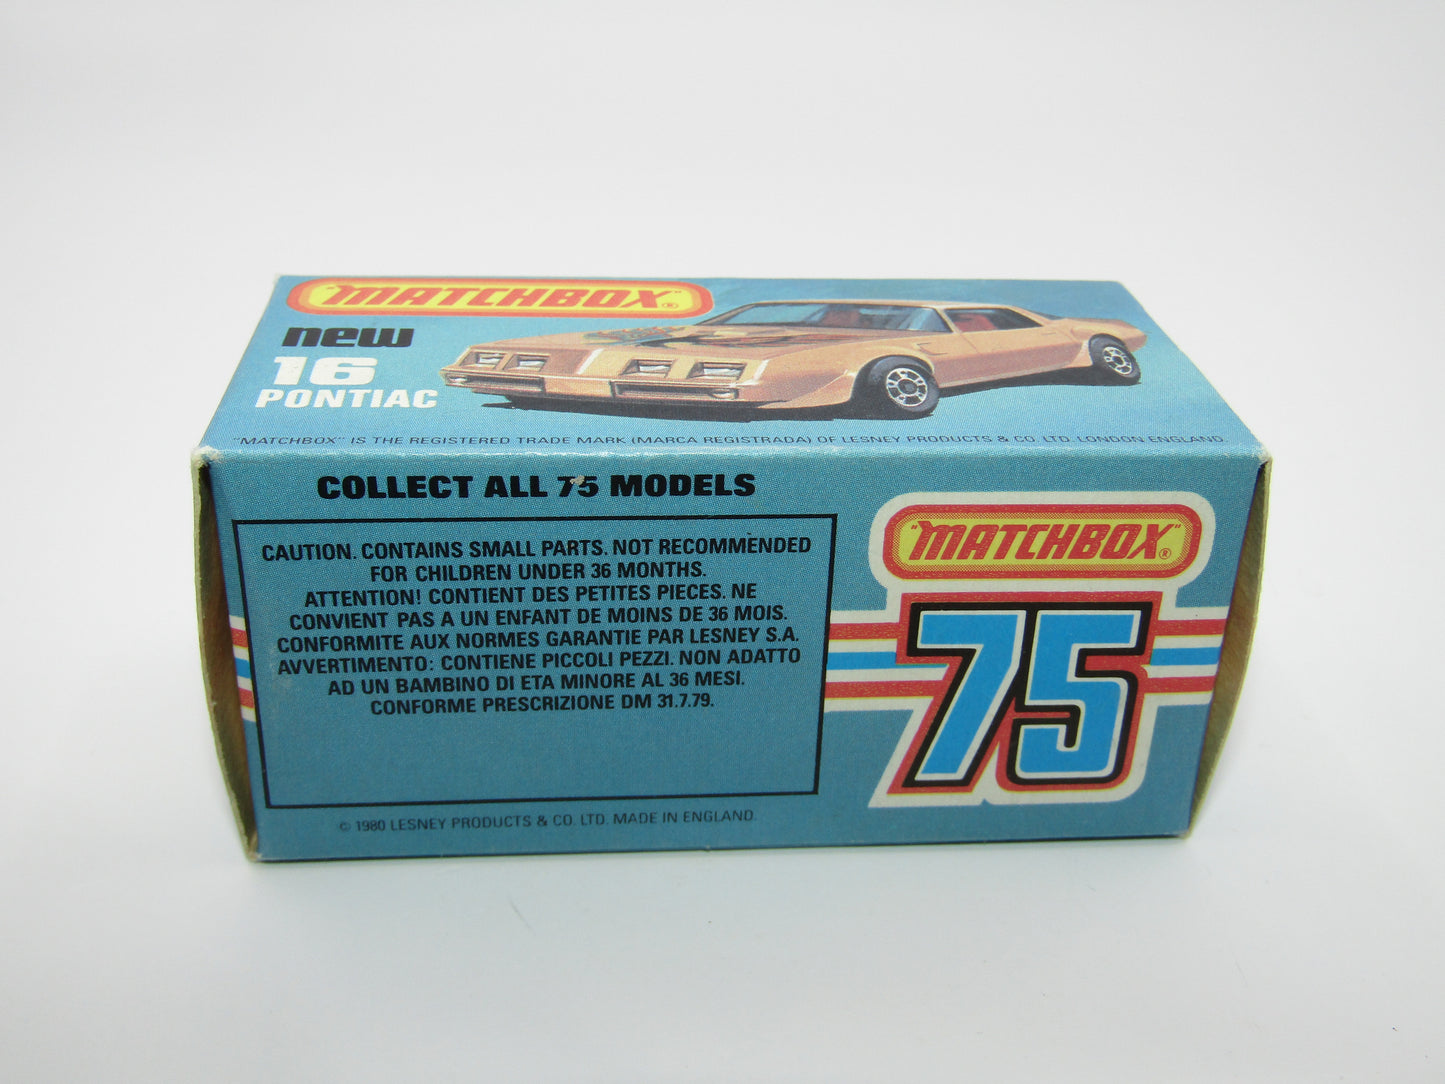 "MATCHBOX"®
new
16
PONTIAC
"MATCHBOX" IS THE REGISTERED TRADE MARK (MARCA REGISTRADA) OF LESNEY PRODUCTS & CO. LTD. LONDON ENGLAND.
COLLECT ALL 75 MODELS
CAUTION. CONTAINS SMALL PARTS. NOT RECOMMENDED
FOR CHILDREN UNDER 36 MONTHS.
ATTENTION! CONTIENT DES PETITES PIECES. NE
CONVIENT PAS A UN ENFANT DE MOINS DE 36 MOIS.
CONFORMITE AUX NORMES GARANTIE PAR LESNEY S.A.
AVVERTIMENTO: CONTIENE PICCOLI PEZZI. NON ADATTO
AD UN BAMBINO DI ETA MINORE AL 36 MESI.
CONFORME PRESCRIZIONE DM 31.7.79.
© 1980 LESNEY PRODUCTS & CO. LTD. MADE IN ENGLAND.
"MATCHBOX"®
75